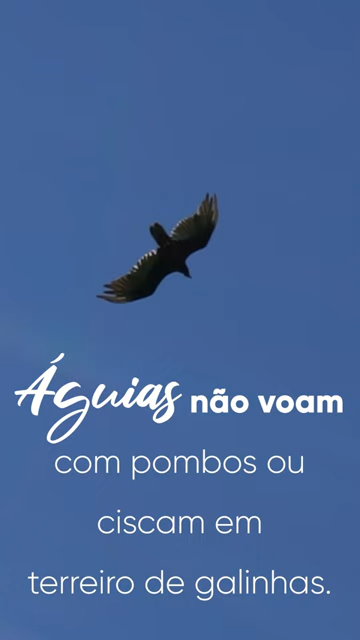 Águias não voam
com pombos ou
ciscam em
terreiro de galinhas.